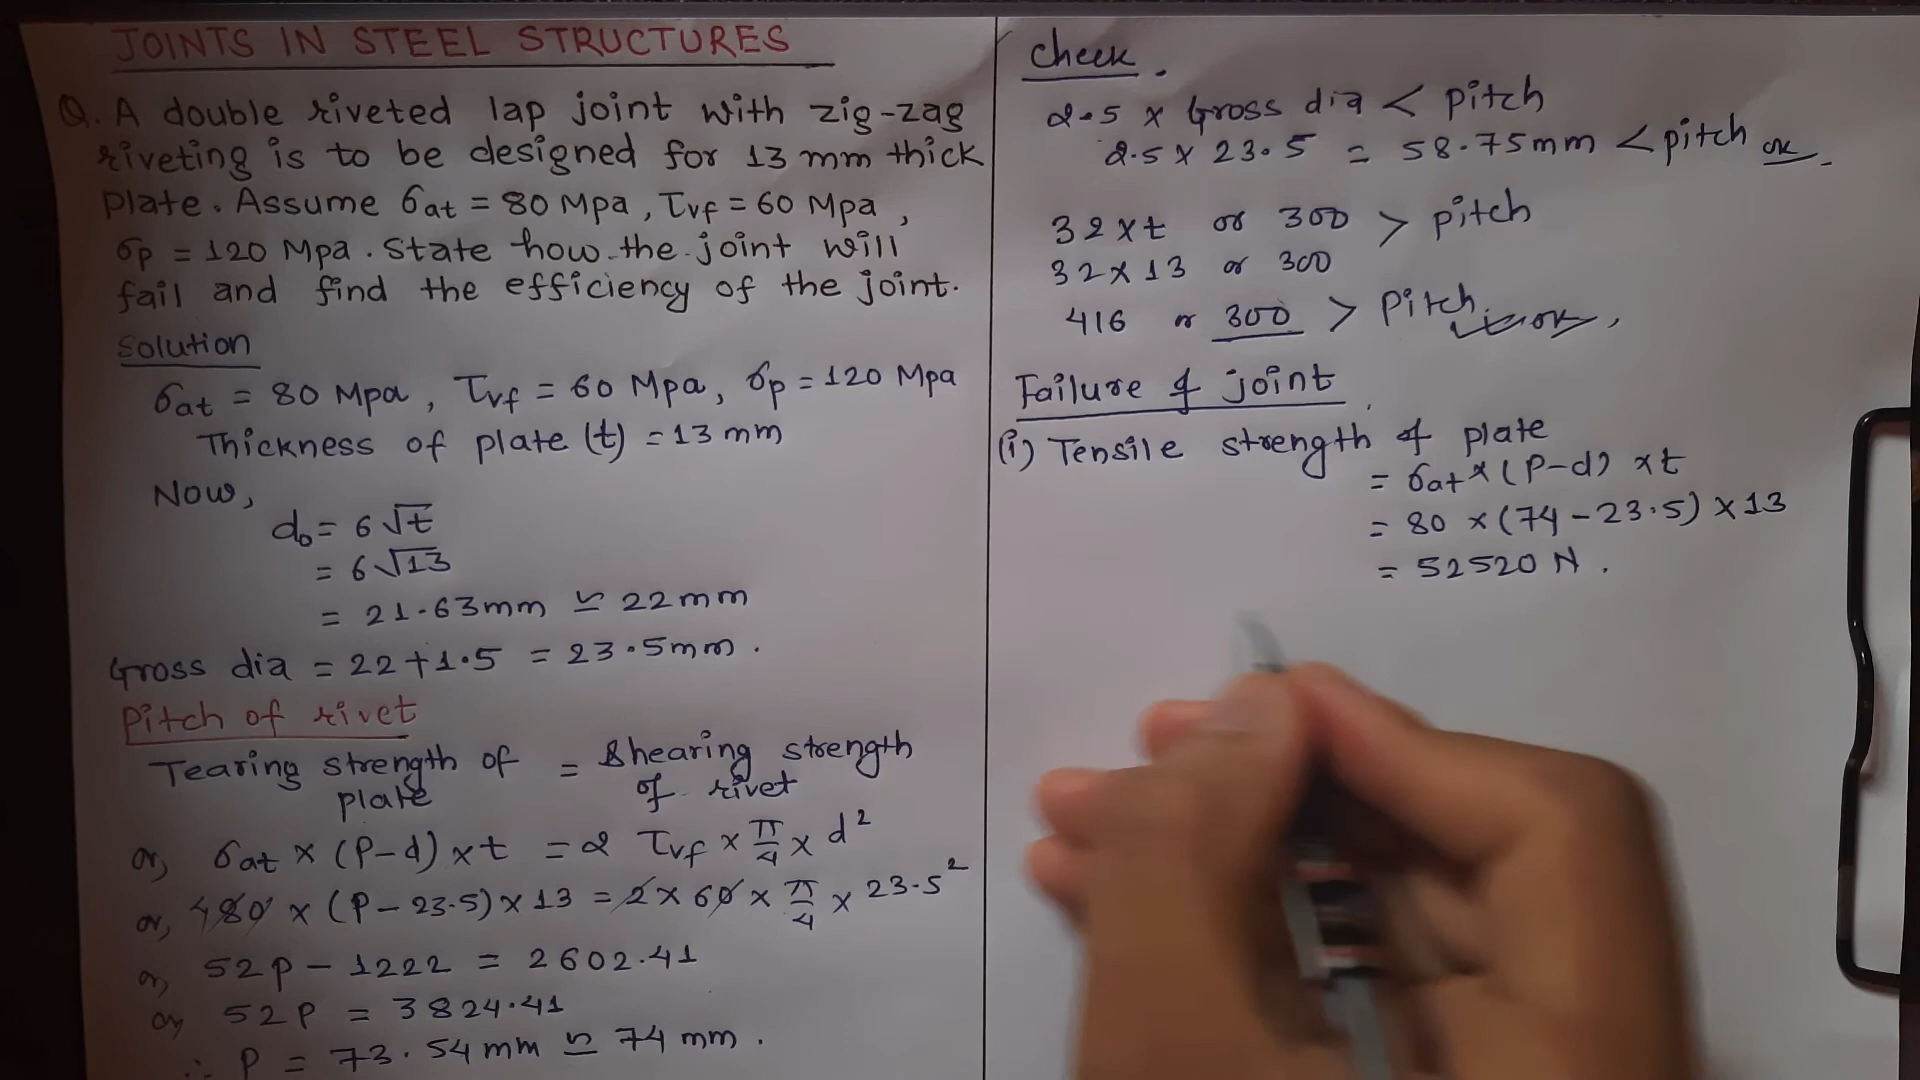 JOINTS IN STEEL STRUCTURES
Q. A double riveted lap joint with zig-zag
riveting is to be designed for 13 mm thick
plate. Assume σat = 80 Mpa, τvf = 60 Mpa,
σp = 120 Mpa. State how the joint will
fail and find the efficiency of the joint.
Solution
σat = 80 Mpa, τvf = 60 Mpa, σp = 120 Mpa
Thickness of plate (t) = 13 mm
Now,
do = 6√t
= 6√13
= 21.63mm ≃ 22mm
Gross dia = 22+1.5 = 23.5mm.
Pitch of rivet
Tearing strength of = Shearing strength
plate of rivet
or, σat × (P-d) × t = 2 τvf × π/4 × d²
or, 480 × (P-23.5) × 13 = 2 × 60 × π/4 × 23.5²
or, 52p - 1222 = 2602.41
or, 52P = 3824.41
∴ P = 73.54mm ≃ 74 mm.
Check.
2.5 × Gross dia < pitch
2.5 × 23.5 = 58.75mm < pitch ok.
32×t or 300 > pitch
32×13 or 300
416 or 300 > Pitch. ok,
Failure of joint
(i) Tensile strength of plate
= σat × (P-d) × t
= 80 × (74-23.5) × 13
= 52520 N.